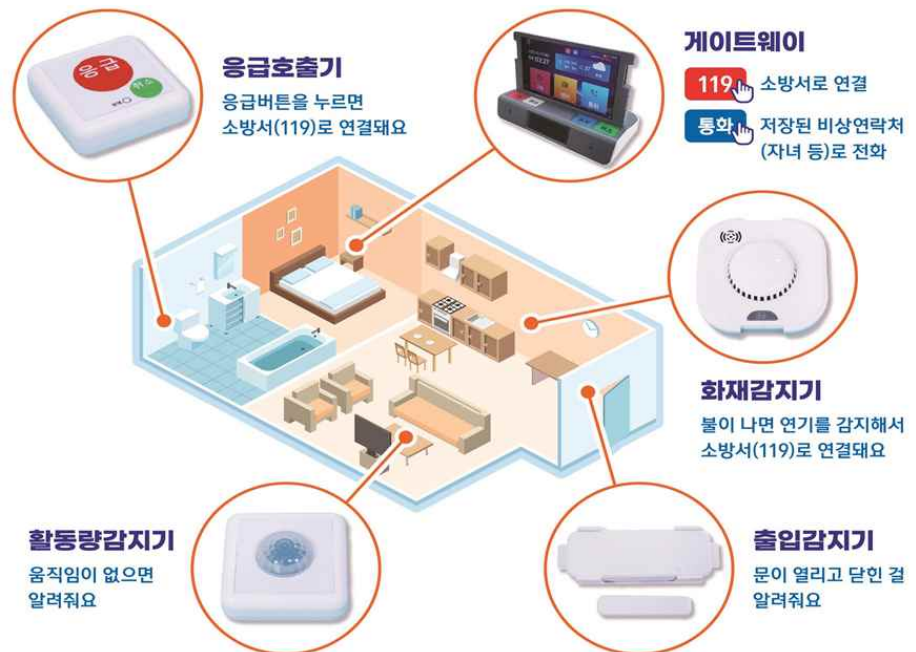 응급
취소
응급호출기
응급버튼을 누르면
소방서(119)로 연결돼요
게이트웨이
119 소방서로 연결
통화 저장된 비상연락처
(자녀 등)로 전화
화재감지기
불이 나면 연기를 감지해서
소방서(119)로 연결돼요
활동량감지기
움직임이 없으면
알려줘요
출입감지기
문이 열리고 닫힌 걸
알려줘요